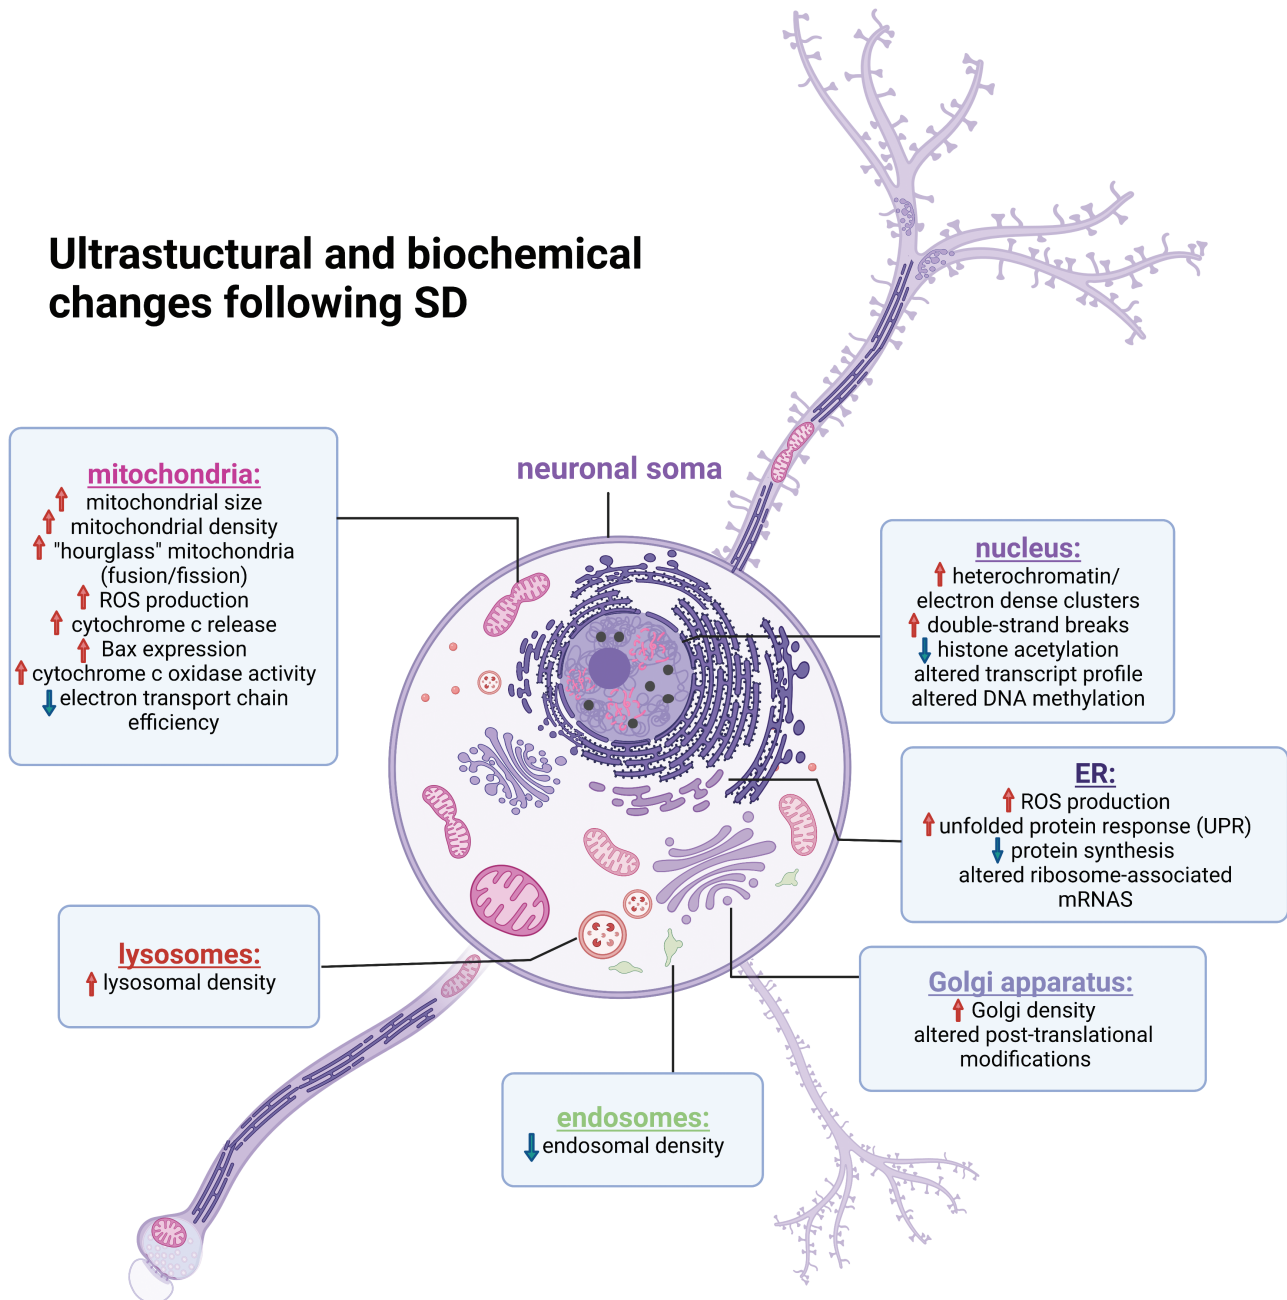 Ultrastuctural and biochemical
changes following SD
mitochondria:
mitochondrial size
mitochondrial density
"hourglass" mitochondria
(fusion/fission)
ROS production
cytochrome c release
Bax expression
cytochrome c oxidase activity
electron transport chain
efficiency
neuronal soma
nucleus:
heterochromatin/
electron dense clusters
double-strand breaks
histone acetylation
altered transcript profile
altered DNA methylation
ER:
ROS production
unfolded protein response (UPR)
protein synthesis
altered ribosome-associated
mRNAS
lysosomes:
lysosomal density
Golgi apparatus:
Golgi density
altered post-translational
modifications
endosomes:
endosomal density